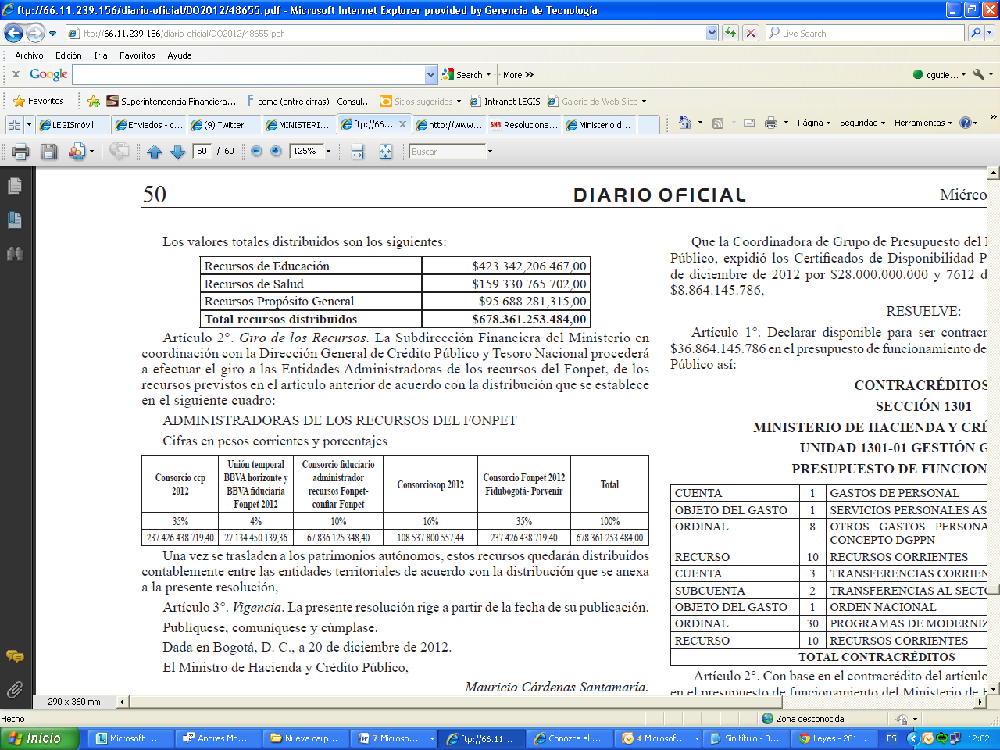 ftp://66.11.239.156/diario-oficial/DO2012/48655.pdf - Microsoft Internet Explorer provided by Gerencia de Tecnología
ftp://66.11.239.156/diario-oficial/DO2012/48655.pdf
Live Search
Archivo Edición Ir a Favoritos Ayuda
x Google Search More >> cgutie...
Favoritos Superintendencia Financiera... coma (entre cifras) - Consul... Sitios sugeridos Intranet LEGIS Galería de Web Slice
LEGISmóvil Enviados - c... (9) Twitter MINISTERI... ftp://66... X http://www... SNR Resolucione... Ministerio d... Página Seguridad Herramientas >>
50 / 60 125% Buscar
50 DIARIO OFICIAL Miérco
Los valores totales distribuidos son los siguientes:
Recursos de Educación $423.342,206.467,00
Recursos de Salud $159.330.765.702,00
Recursos Propósito General $95.688.281,315,00
Total recursos distribuidos $678.361.253.484,00
Artículo 2°. Giro de los Recursos. La Subdirección Financiera del Ministerio en
coordinación con la Dirección General de Crédito Público y Tesoro Nacional procederá
a efectuar el giro a las Entidades Administradoras de los recursos del Fonpet, de los
recursos previstos en el artículo anterior de acuerdo con la distribución que se establece
en el siguiente cuadro:
ADMINISTRADORAS DE LOS RECURSOS DEL FONPET
Cifras en pesos corrientes y porcentajes
Consorcio ccp
2012
Unión temporal
BBVA horizonte y
BBVA fiduciaria
Fonpet 2012
Consorcio fiduciario
administrador
recursos Fonpet-
confiar Fonpet
Consorciosop 2012
Consorcio Fonpet 2012
Fidubogotá- Porvenir
Total
35% 4% 10% 16% 35% 100%
237.426.438.719,40 27.134.450.139,36 67.836.125.348,40 108.537.800.557,44 237.426.438.719,40 678.361.253.484,00
Una vez se trasladen a los patrimonios autónomos, estos recursos quedarán distribuidos
contablemente entre las entidades territoriales de acuerdo con la distribución que se anexa
a la presente resolución,
Artículo 3°. Vigencia. La presente resolución rige a partir de la fecha de su publicación.
Publíquese, comuníquese y cúmplase.
Dada en Bogotá, D. C., a 20 de diciembre de 2012.
El Ministro de Hacienda y Crédito Público,
Mauricio Cárdenas Santamaría.
Que la Coordinadora de Grupo de Presupuesto del
Público, expidió los Certificados de Disponibilidad P
de diciembre de 2012 por $28.000.000.000 y 7612 d
$8.864.145.786,
RESUELVE:
Artículo 1°. Declarar disponible para ser contracr
$36.864.145.786 en el presupuesto de funcionamiento de
Público así:
CONTRACRÉDITOS
SECCIÓN 1301
MINISTERIO DE HACIENDA Y CRÉ
UNIDAD 1301-01 GESTIÓN G
PRESUPUESTO DE FUNCION
CUENTA 1 GASTOS DE PERSONAL
OBJETO DEL GASTO 1 SERVICIOS PERSONALES AS
ORDINAL 8 OTROS GASTOS PERSONA
CONCEPTO DGPPN
RECURSO 10 RECURSOS CORRIENTES
CUENTA 3 TRANSFERENCIAS CORRIEN
SUBCUENTA 2 TRANSFERENCIAS AL SECTO
OBJETO DEL GASTO 1 ORDEN NACIONAL
ORDINAL 30 PROGRAMAS DE MODERNIZ
RECURSO 10 RECURSOS CORRIENTES
TOTAL CONTRACRÉDITOS
Artículo 2°. Con base en el contracrédito del artículo
en el presupuesto de funcionamiento del Ministerio de
290 x 360 mm
Hecho Zona desconocida
Inicio Microsoft L... Andres Mo... Nueva carp... 7 Microso... ftp://66.11... Conozca el ... 4 Microsof... Sin título - B... Leyes - 201... ES 12:02